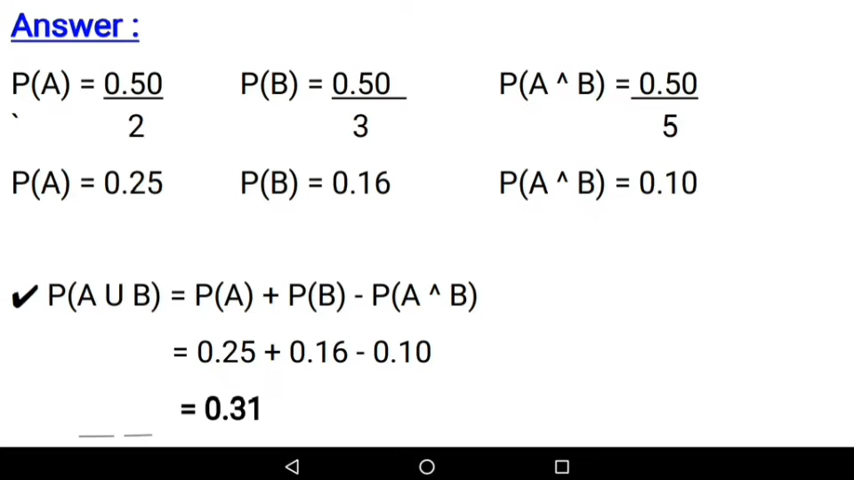 Answer :
P(A) = 0.50 P(B) = 0.50 P(A ^ B) = 0.50
` 2 3 5
P(A) = 0.25 P(B) = 0.16 P(A ^ B) = 0.10
✔ P(A U B) = P(A) + P(B) - P(A ^ B)
= 0.25 + 0.16 - 0.10
= 0.31